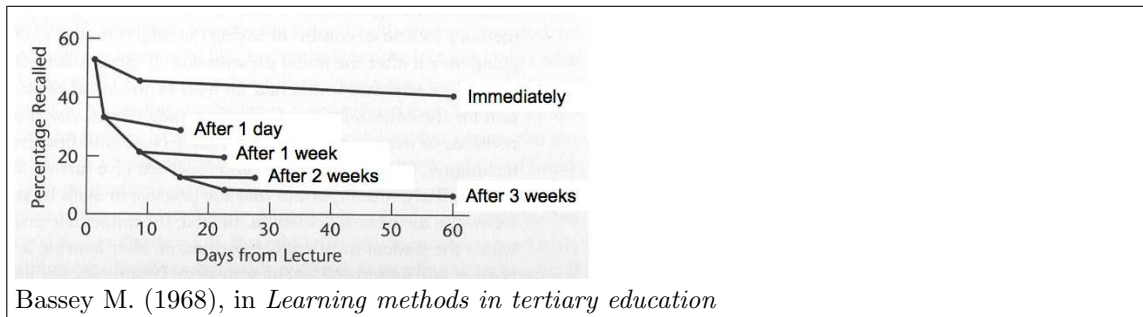 60
Immediately
40
After 1 day
After 1 week
20
After 2 weeks
After 3 weeks
0
0 10 20 30 40 50 60
Percentage Recalled
Days from Lecture
Bassey M. (1968), in Learning methods in tertiary education